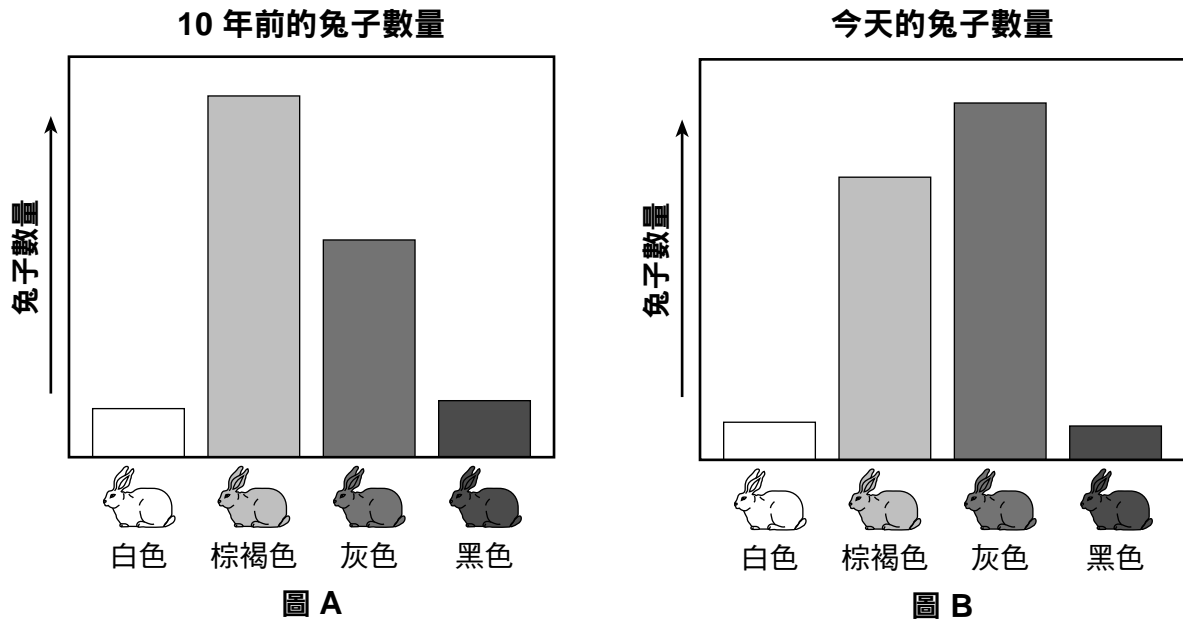 10 年前的兔子數量
兔子數量
白色
棕褐色
灰色
黑色
圖 A
今天的兔子數量
兔子數量
白色
棕褐色
灰色
黑色
圖 B